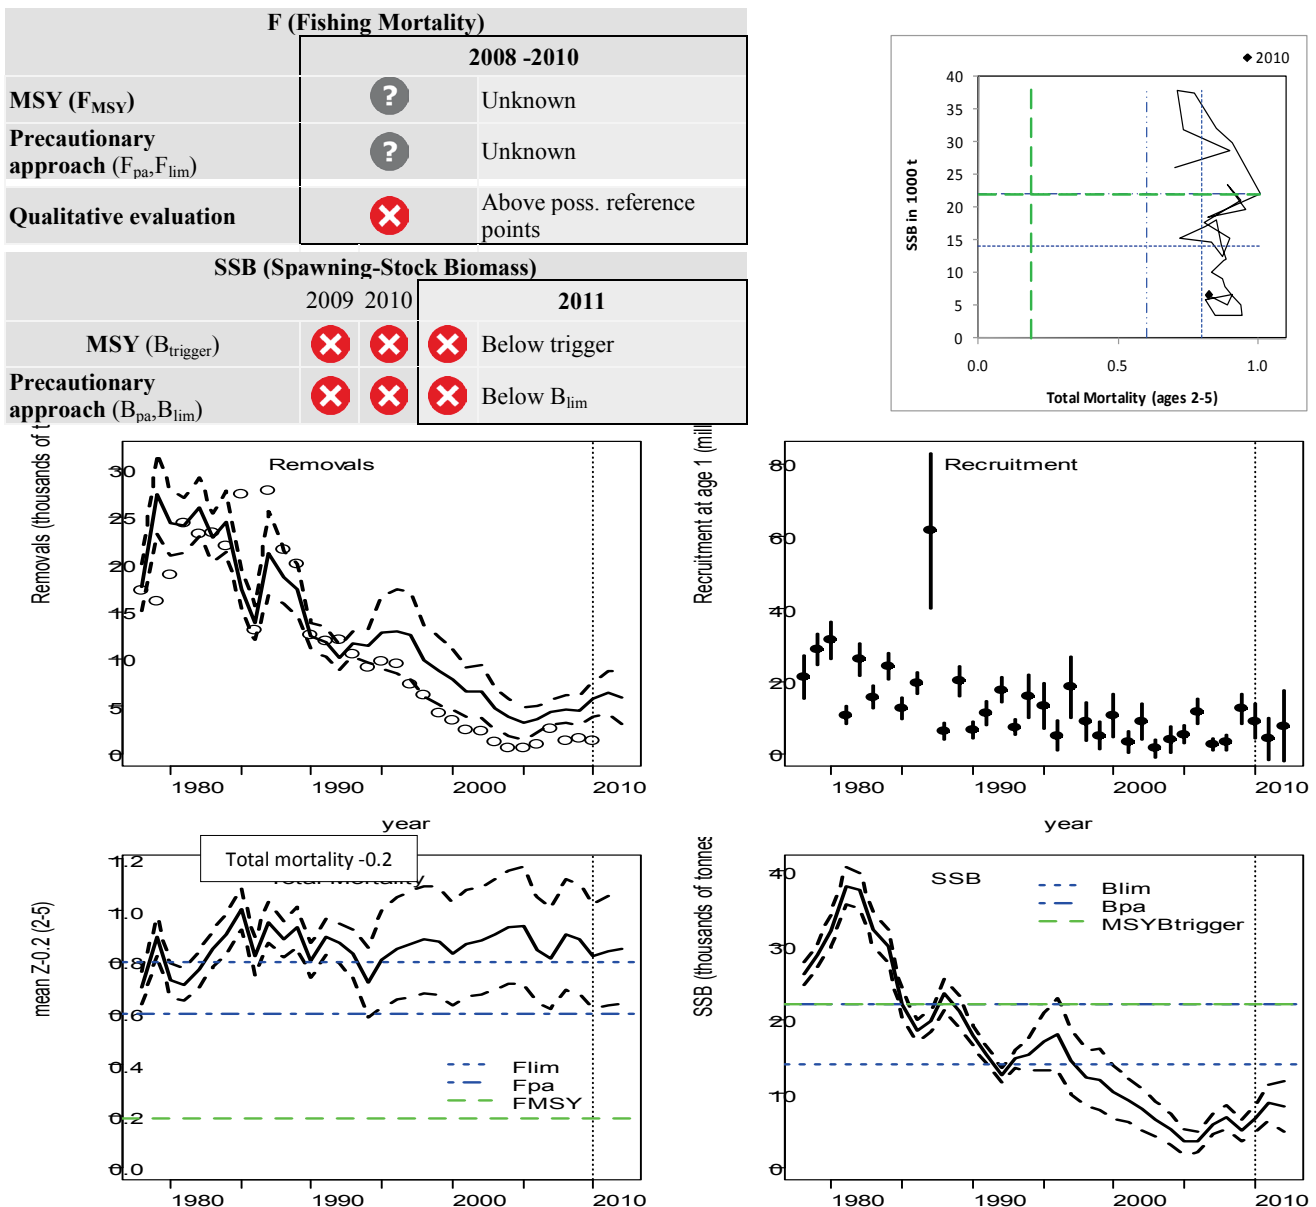 F (Fishing Mortality)
2008 -2010
MSY (FMSY) Unknown
Precautionary
approach (Fpa,Flim) Unknown
Qualitative evaluation Above poss. reference
points
SSB (Spawning-Stock Biomass)
2009 2010 2011
MSY (Btrigger) Below trigger
Precautionary
approach (Bpa,Blim) Below Blim
2010
40
35
30
25
20
15
10
5
0
SSB in 1000 t
0.0 0.5 1.0
Total Mortality (ages 2-5)
Removals
Removals (thousands of t
30
25
20
15
10
5
0
1980 1990 2000 2010
year
Recruitment
Recruitment at age 1 (mill
80
60
40
20
0
1980 1990 2000 2010
year
Total mortality -0.2
mean Z-0.2 (2-5)
1.2
1.0
0.8
0.6
0.4
0.2
0.0
Flim
Fpa
FMSY
1980 1990 2000 2010
SSB
SSB (thousands of tonnes
40
30
20
10
0
Blim
Bpa
MSYBtrigger
1980 1990 2000 2010